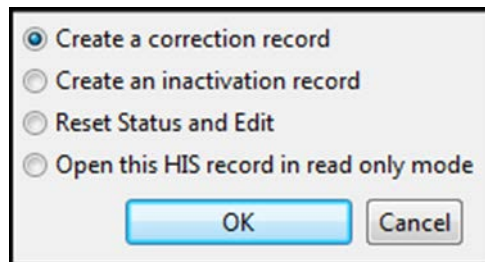 Create a correction record
Create an inactivation record
Reset Status and Edit
Open this HIS record in read only mode
OK Cancel